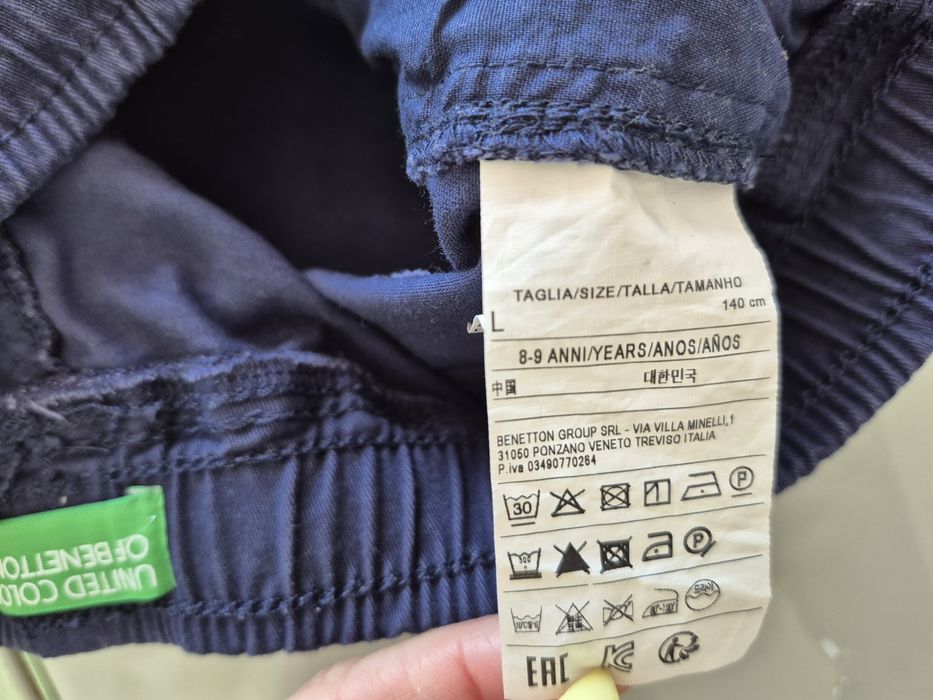 TAGLIA/SIZE/TALLA/TAMANHO
L 140 cm
8-9 ANNI/YEARS/ANOS/AÑOS
中国 대한민국
BENETTON GROUP SRL - VIA VILLA MINELLI,1
31050 PONZANO VENETO TREVISO ITALIA
P.iva 03490770264
30 P
EAC
UNITED COLO
OF BENETTON